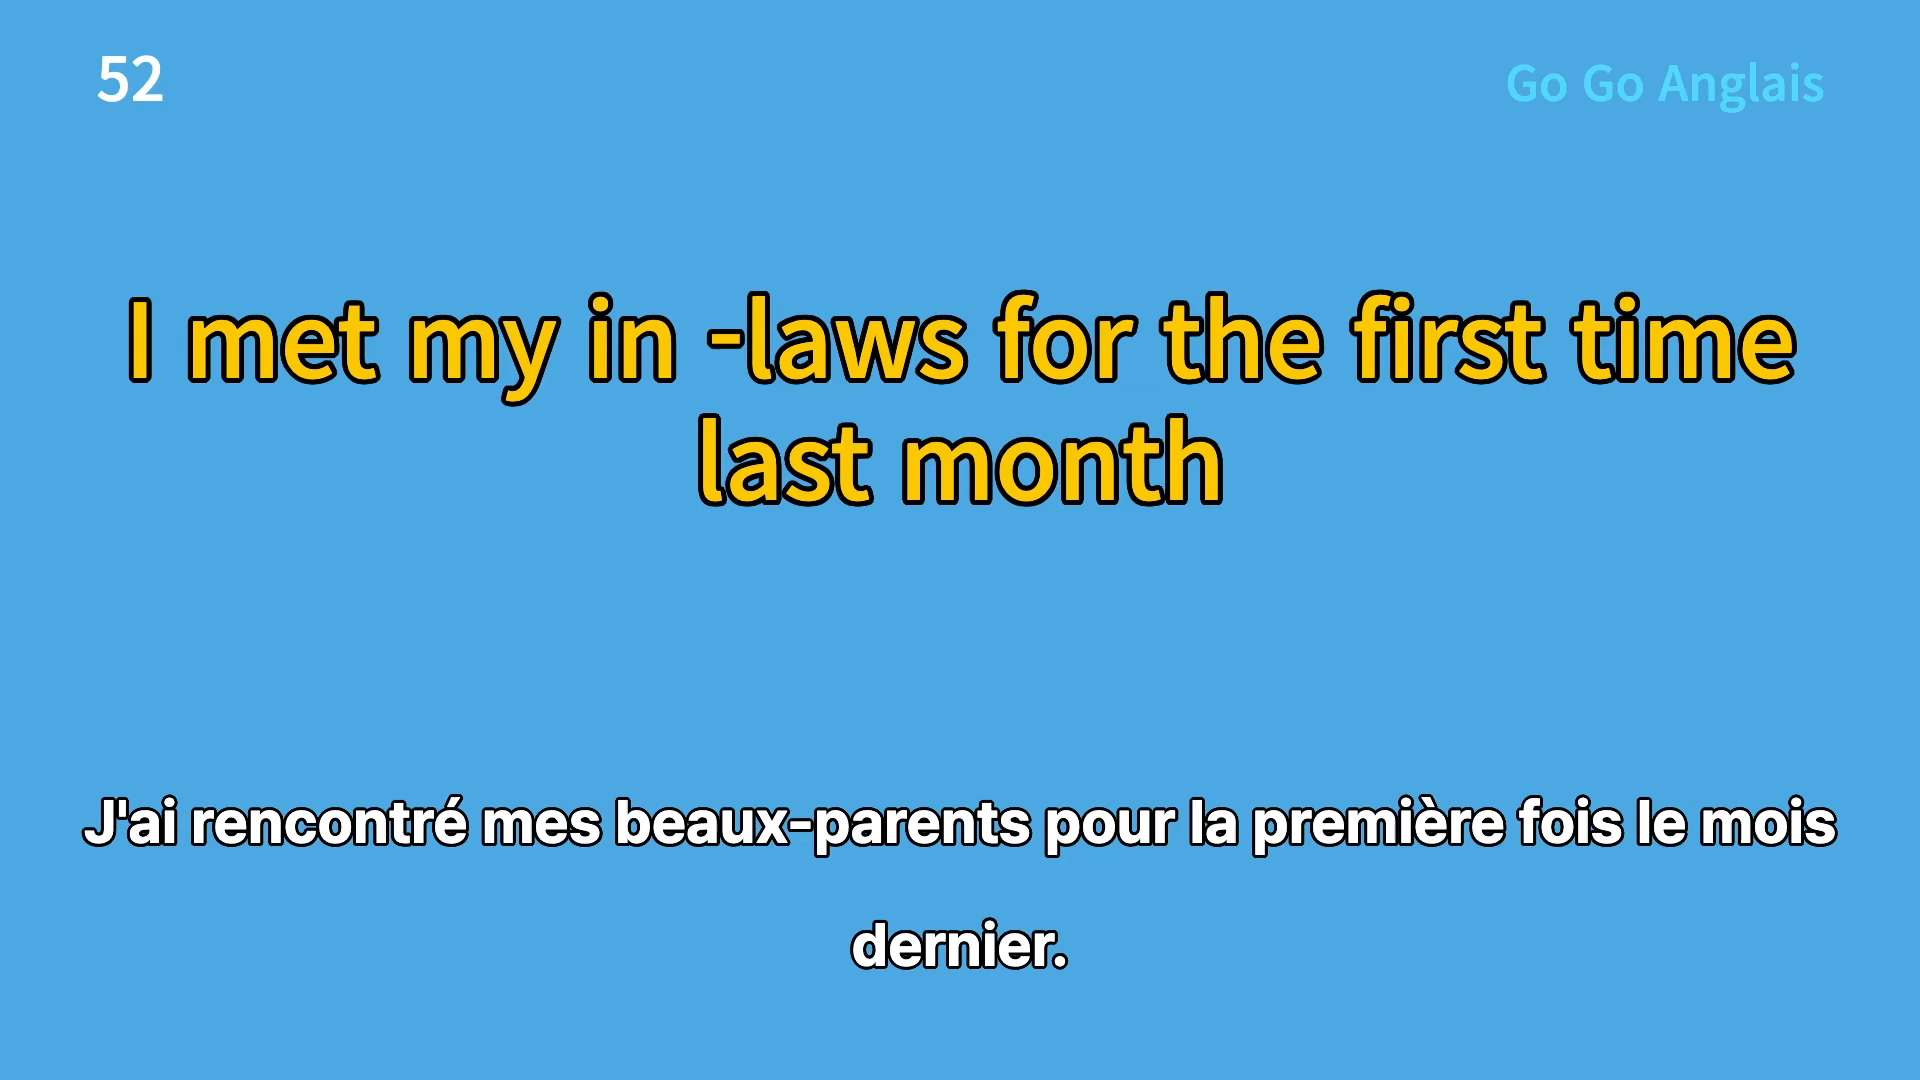 52
Go Go Anglais
I met my in -laws for the first time
last month
J'ai rencontré mes beaux-parents pour la première fois le mois
dernier.